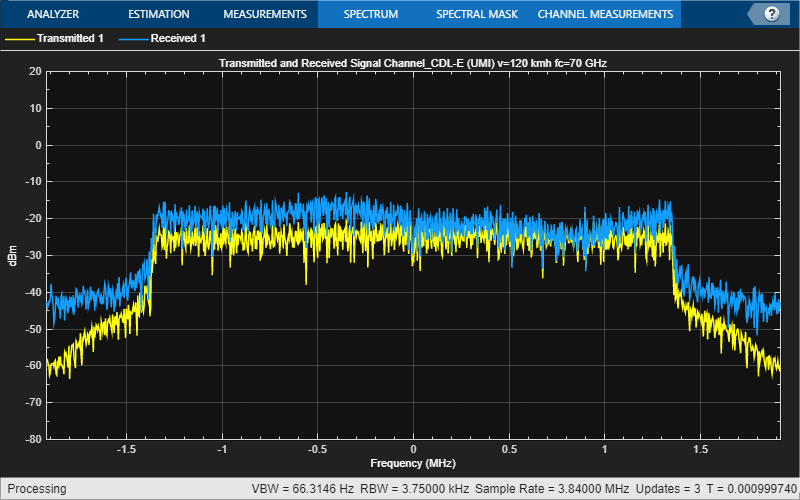 ANALYZER ESTIMATION MEASUREMENTS SPECTRUM SPECTRAL MASK CHANNEL MEASUREMENTS ?
Transmitted 1 Received 1
Transmitted and Received Signal Channel_CDL-E (UMI) v=120 kmh fc=70 GHz
20
10
0
-10
-20
-30
-40
-50
-60
-70
-80
dBm
-1.5 -1 -0.5 0 0.5 1 1.5
Frequency (MHz)
Processing VBW = 66.3146 Hz RBW = 3.75000 kHz Sample Rate = 3.84000 MHz Updates = 3 T = 0.000999740